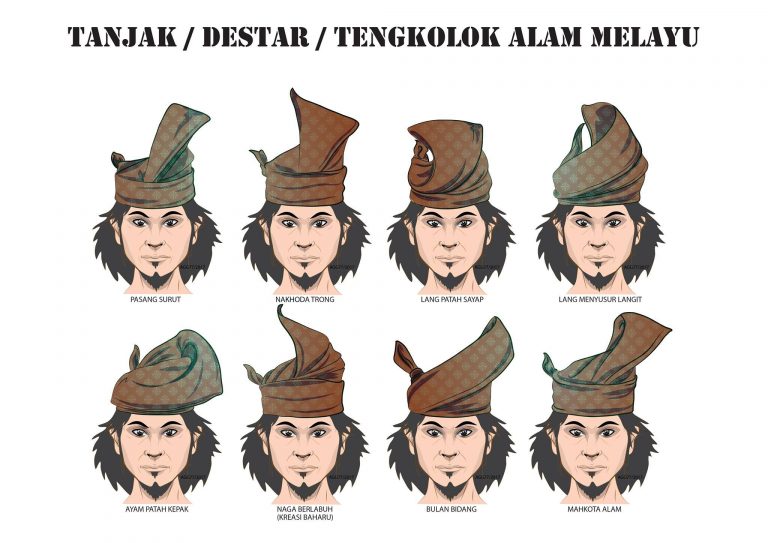 TANJAK / DESTAR / TENGKOLOK ALAM MELAYU
PASANG SURUT
NAKHODA TRONG
LANG PATAH SAYAP
LANG MENYUSUR LANGIT
AYAM PATAH KEPAK
NAGA BERLABUH
(KREASI BAHARU)
BULAN BIDANG
MAHKOTA ALAM